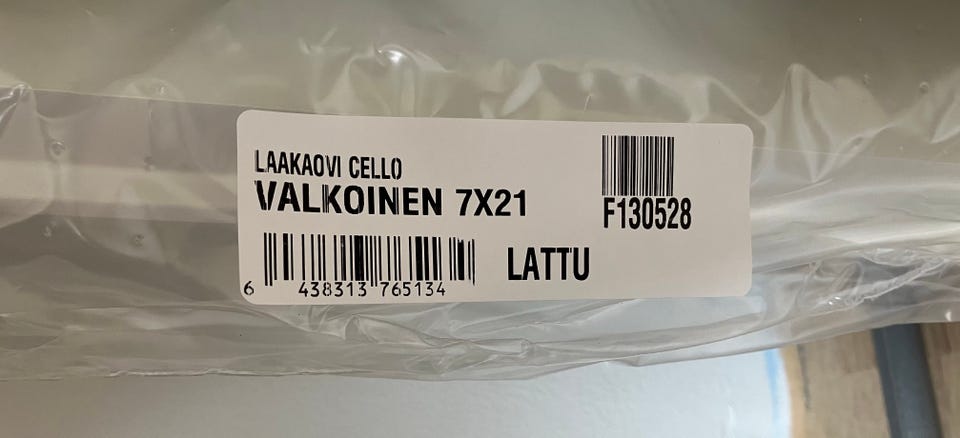 LAAKAOVI CELLO
VALKOINEN 7X21
F130528
LATTU
6 438313 765134